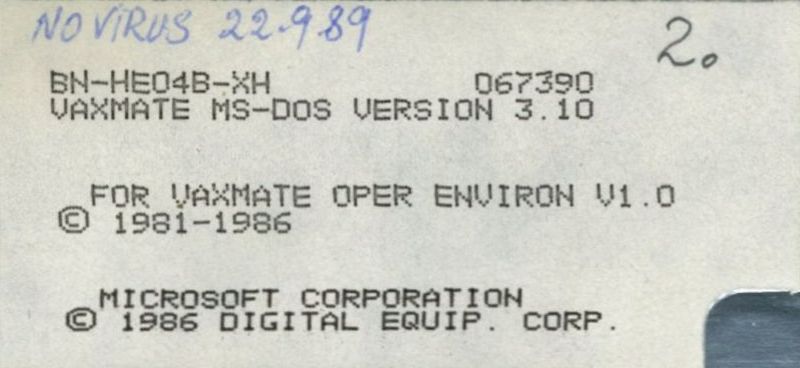 NO VIRUS 22.9 89
2.
BN-HE04B-XH 067390
VAXMATE MS-DOS VERSION 3.10
FOR VAXMATE OPER ENVIRON V1.0
© 1981-1986
MICROSOFT CORPORATION
© 1986 DIGITAL EQUIP. CORP.